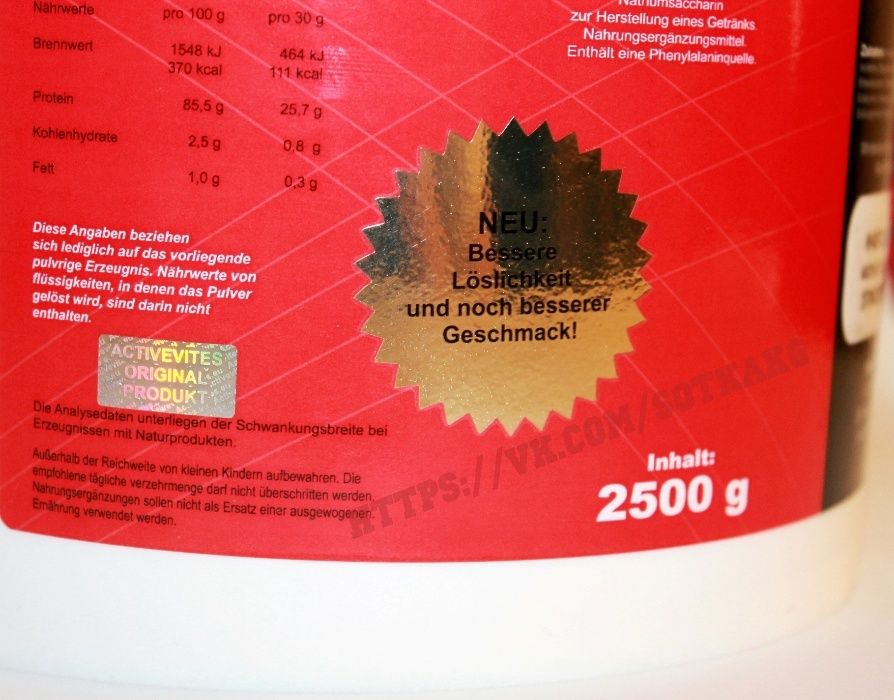 Nährwerte pro 100 g pro 30 g
Brennwert 1548 kJ 464 kJ
370 kcal 111 kcal
Protein 85,5 g 25,7 g
Kohlenhydrate 2,5 g 0,8 g
Fett 1,0 g 0,3 g
Natriumsaccharin
zur Herstellung eines Getränks.
Nahrungsergänzungsmittel.
Enthält eine Phenylalaninquelle.
Diese Angaben beziehen
sich lediglich auf das vorliegende
pulvrige Erzeugnis. Nährwerte von
flüssigkeiten, in denen das Pulver
gelöst wird, sind darin nicht
enthalten.
NEU:
Bessere
Löslichkeit
und noch besserer
Geschmack!
ACTIVEVITES
ORIGINAL
PRODUKT
Die Analysedaten unterliegen der Schwankungsbreite bei
Erzeugnissen mit Naturprodukten.
Außerhalb der Reichweite von kleinen Kindern aufbewahren. Die
empfohlene tägliche verzehrmenge darf nicht überschritten werden.
Nahrungsergänzungen sollen nicht als Ersatz einer ausgewogenen
Ernährung verwendet werden.
Inhalt:
2500 g
HTTPS://VK.COM/SOTKAKG